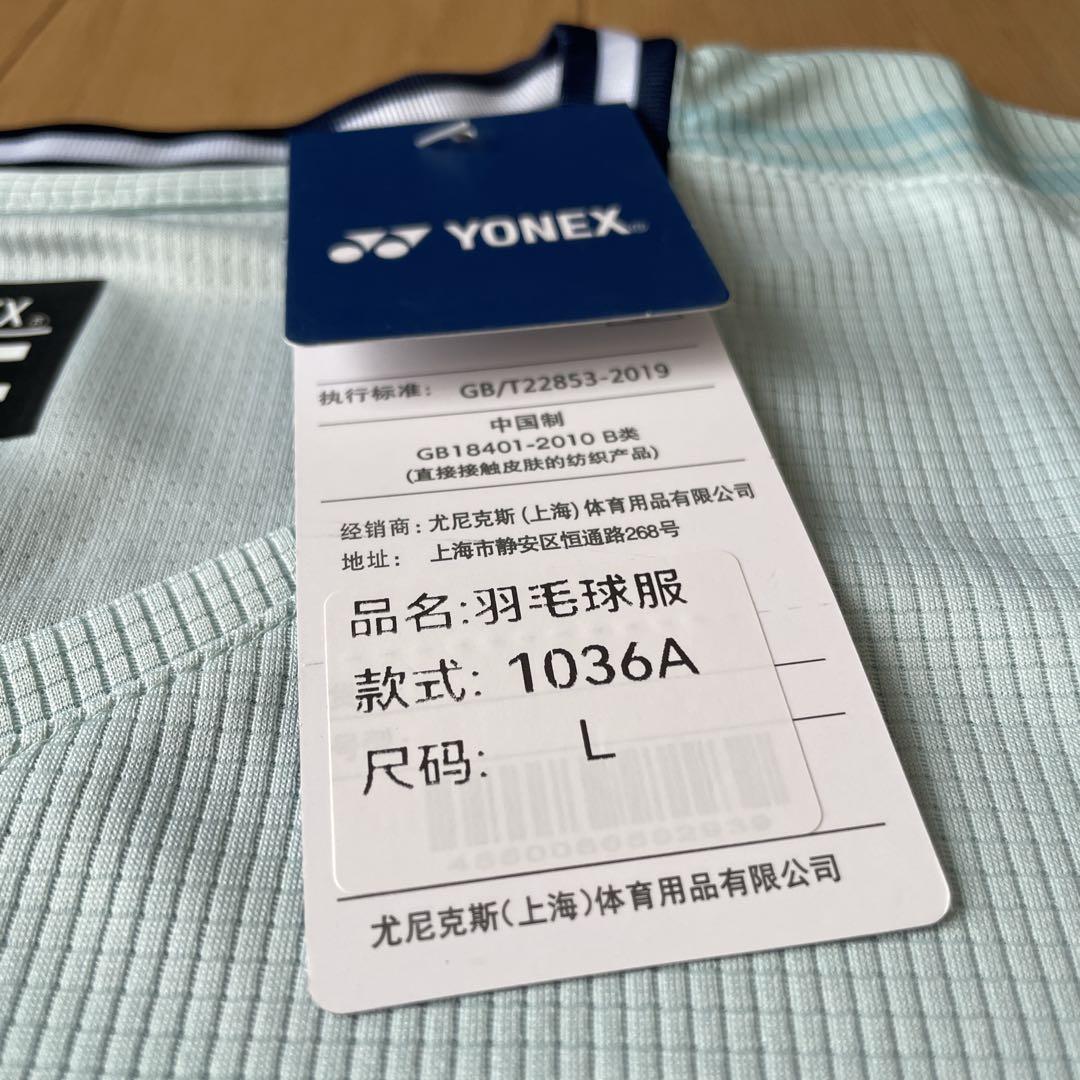 YONEX
执行标准: GB/T22853-2019
中国制
GB18401-2010 B类
(直接接触皮肤的纺织产品)
经销商: 尤尼克斯(上海)体育用品有限公司
地址: 上海市静安区恒通路268号
品名:羽毛球服
款式: 1036A
尺码: L
尤尼克斯(上海)体育用品有限公司